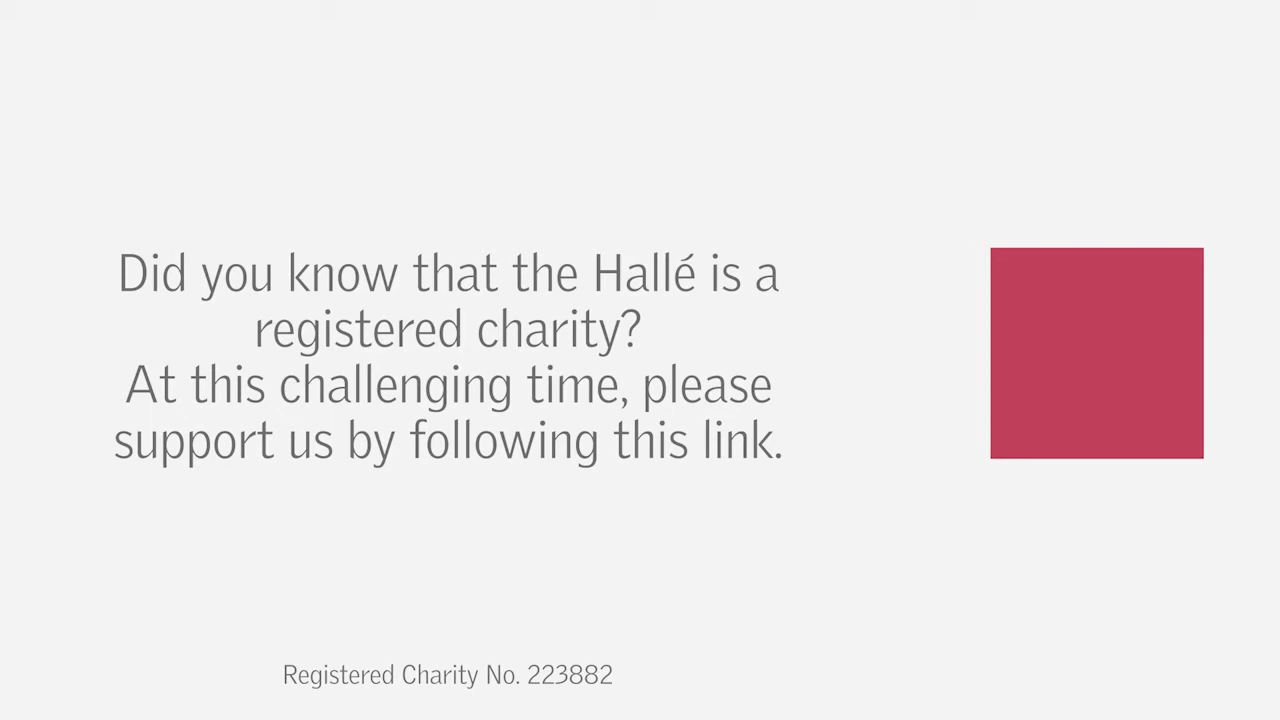 Did you know that the Hallé is a
registered charity?
At this challenging time, please
support us by following this link.
Registered Charity No. 223882